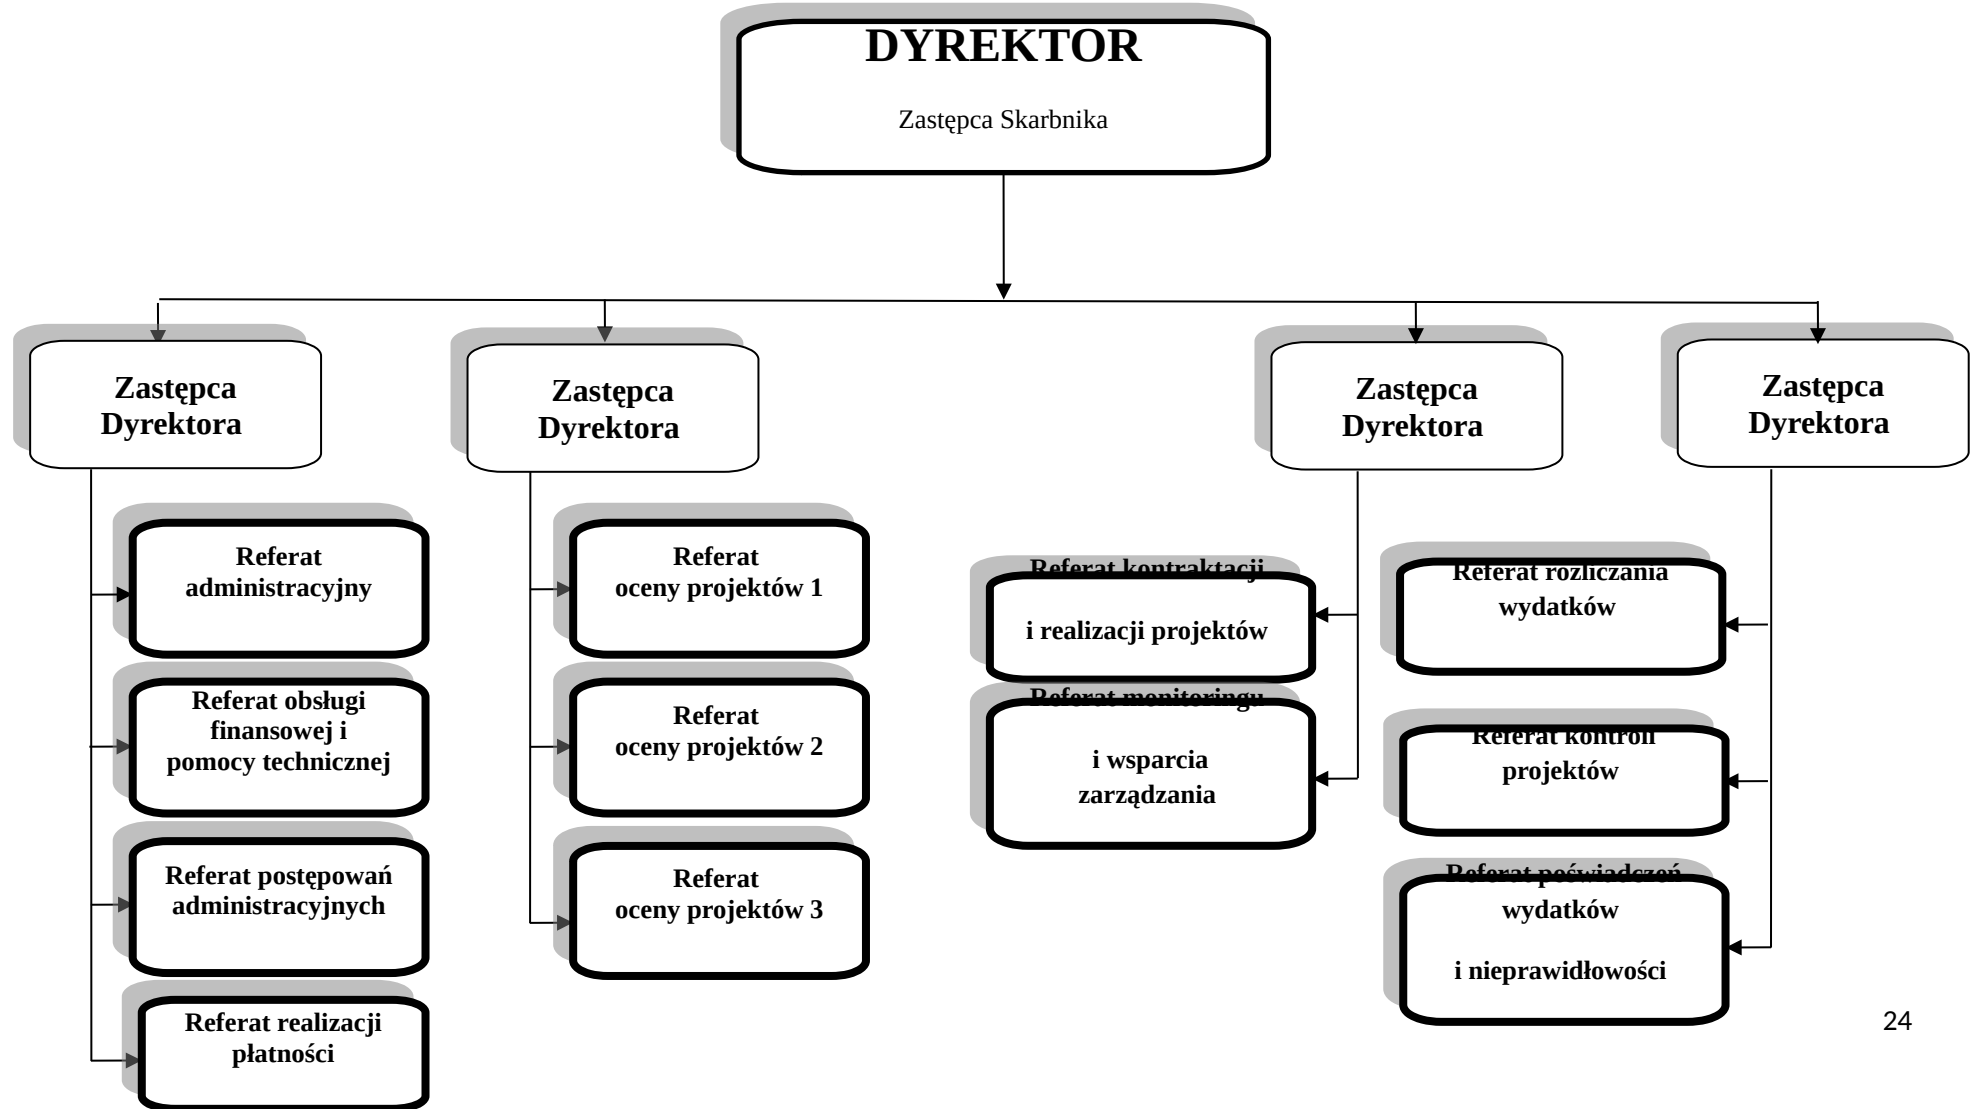 DYREKTOR
Zastępca Skarbnika
Zastępca
Dyrektora
Zastępca
Dyrektora
Zastępca
Dyrektora
Zastępca
Dyrektora
Referat
administracyjny
Referat obsługi
finansowej i
pomocy technicznej
Referat postępowań
administracyjnych
Referat realizacji
płatności
Referat
oceny projektów 1
Referat
oceny projektów 2
Referat
oceny projektów 3
Referat kontraktacji
i realizacji projektów
Referat monitoringu
i wsparcia
zarządzania
Referat rozliczania
wydatków
Referat kontroli
projektów
Referat poświadczeń
wydatków
i nieprawidłowości
24